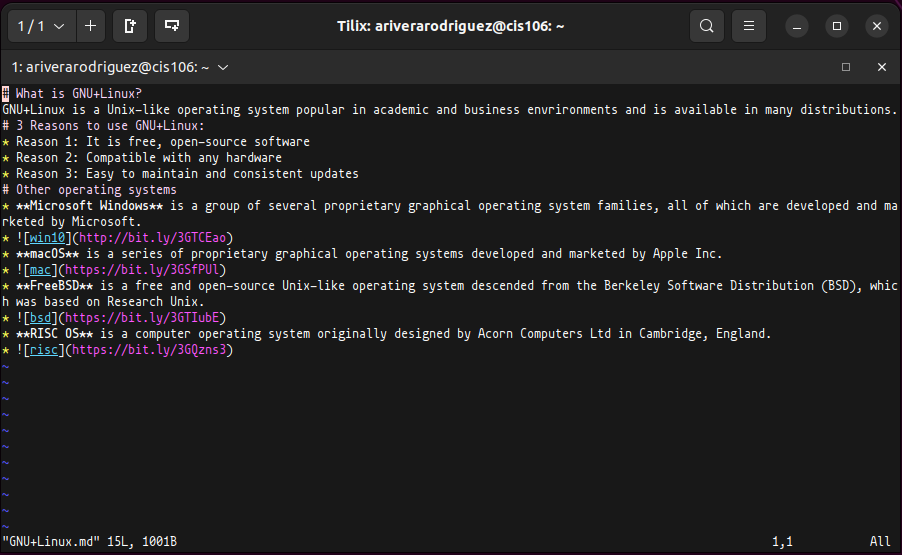 1 / 1
Tilix: ariverarodriguez@cis106: ~
1: ariverarodriguez@cis106: ~
# What is GNU+Linux?
GNU+Linux is a Unix-like operating system popular in academic and business envrironments and is available in many distributions.
# 3 Reasons to use GNU+Linux:
* Reason 1: It is free, open-source software
* Reason 2: Compatible with any hardware
* Reason 3: Easy to maintain and consistent updates
# Other operating systems
* **Microsoft Windows** is a group of several proprietary graphical operating system families, all of which are developed and ma
rketed by Microsoft.
* ![win10](http://bit.ly/3GTCEao)
* **macOS** is a series of proprietary graphical operating systems developed and marketed by Apple Inc.
* ![mac](https://bit.ly/3GSfPUl)
* **FreeBSD** is a free and open-source Unix-like operating system descended from the Berkeley Software Distribution (BSD), whic
h was based on Research Unix.
* ![bsd](https://bit.ly/3GTIubE)
* **RISC OS** is a computer operating system originally designed by Acorn Computers Ltd in Cambridge, England.
* ![risc](https://bit.ly/3GQzns3)
~
~
~
~
~
~
~
~
~
~
~
"GNU+Linux.md" 15L, 1001B 1,1 All